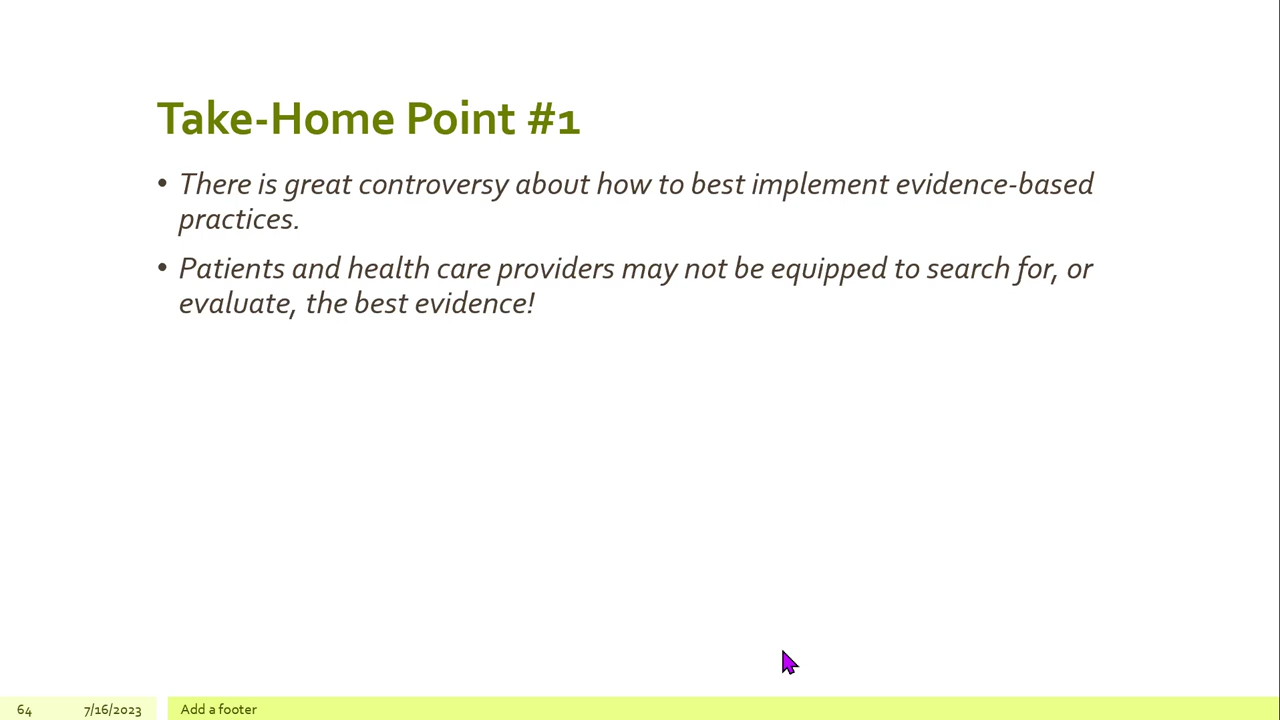 Take-Home Point #1
• There is great controversy about how to best implement evidence-based
practices.
• Patients and health care providers may not be equipped to search for, or
evaluate, the best evidence!
64 7/16/2023 Add a footer